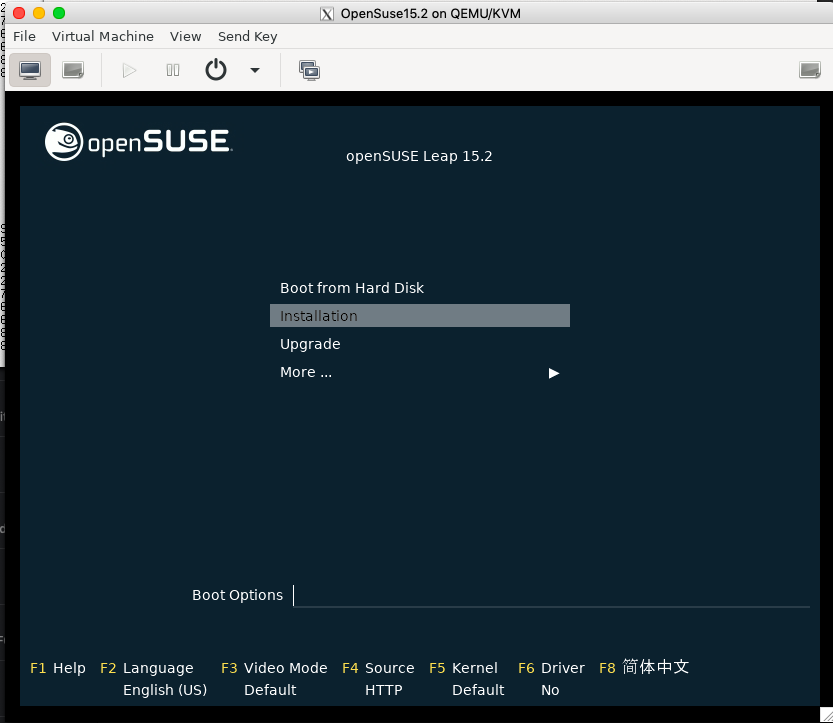 OpenSuse15.2 on QEMU/KVM
File Virtual Machine View Send Key
openSUSE
openSUSE Leap 15.2
Boot from Hard Disk
Installation
Upgrade
More ...
Boot Options
F1 Help F2 Language F3 Video Mode F4 Source F5 Kernel F6 Driver F8 简体中文
English (US) Default HTTP Default No